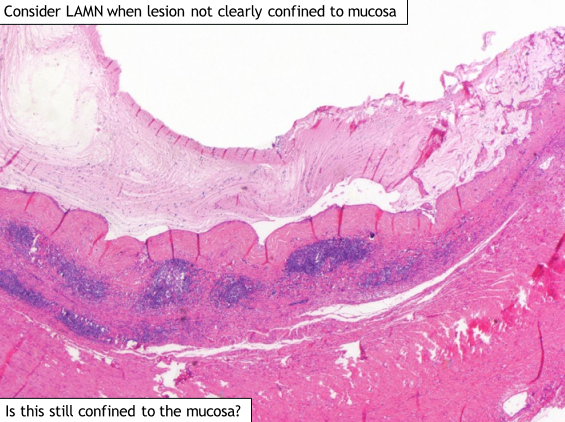 Consider LAMN when lesion not clearly confined to mucosa
Is this still confined to the mucosa?